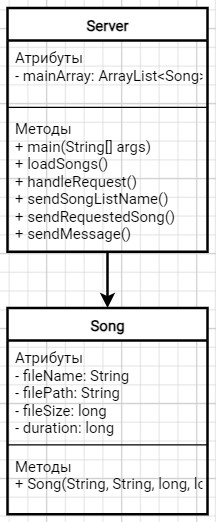 Server
Атрибуты
- mainArray: ArrayList<Song>
Методы
+ main(String[] args)
+ loadSongs()
+ handleRequest()
+ sendSongListName()
+ sendRequestedSong()
+ sendMessage()
Song
Атрибуты
- fileName: String
- filePath: String
- fileSize: long
- duration: long
Методы
+ Song(String, String, long,